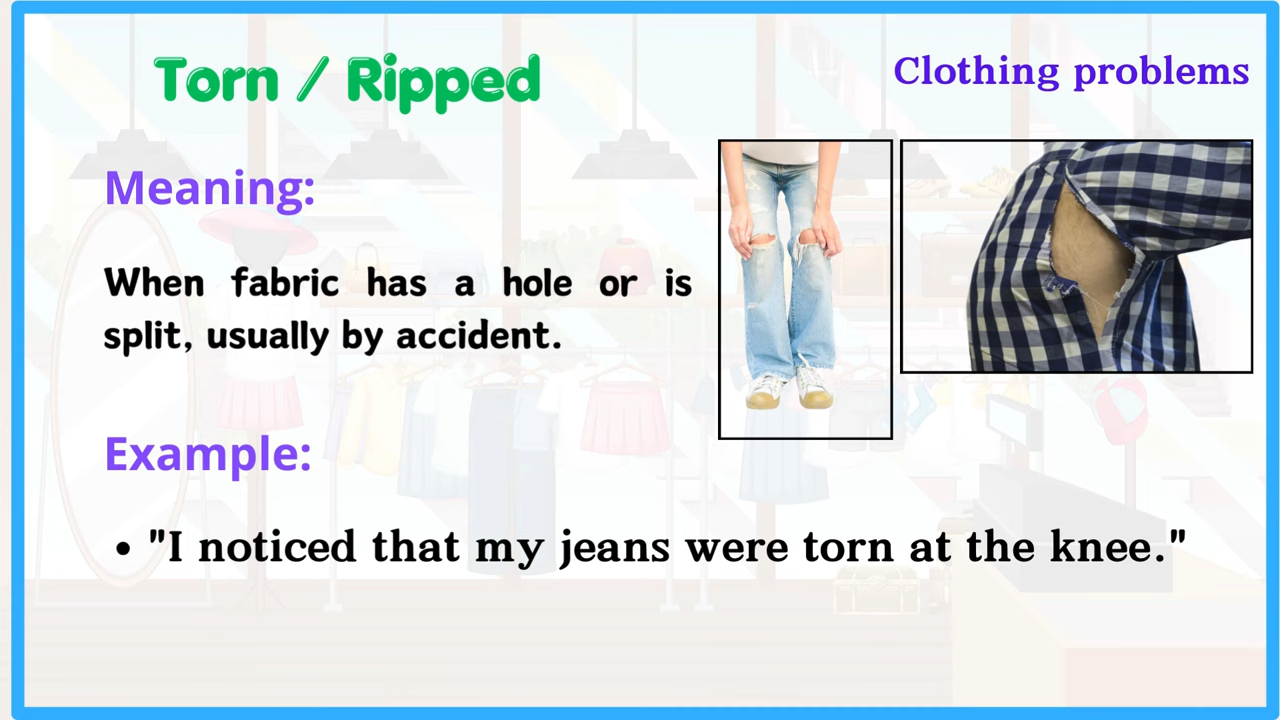 Torn / Ripped
Clothing problems
Meaning:
When fabric has a hole or is
split, usually by accident.
Example:
• "I noticed that my jeans were torn at the knee."